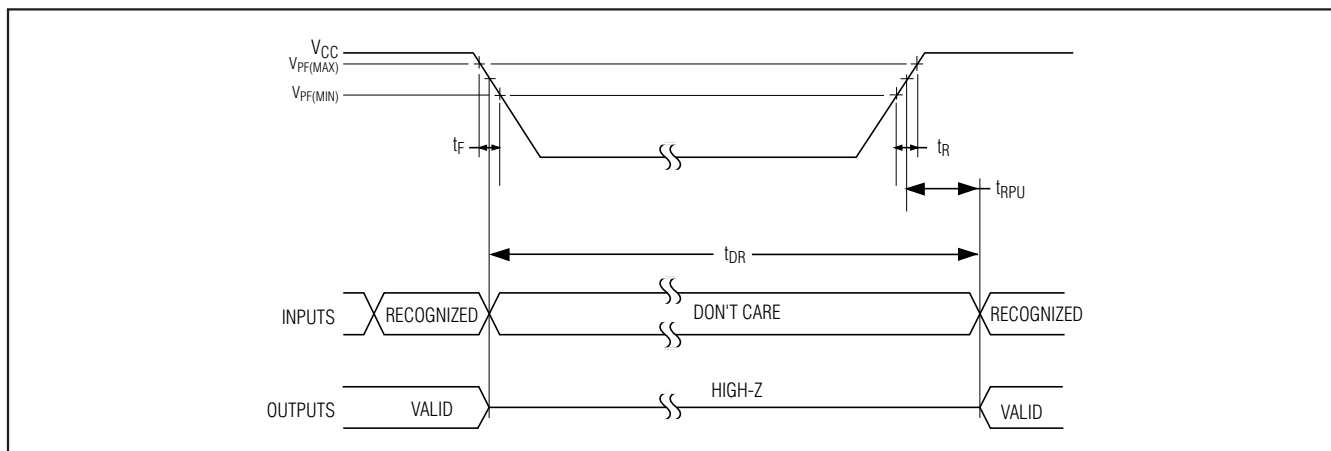 VCC
VPF(MAX)
VPF(MIN)
tF
tR
tRPU
tDR
INPUTS
RECOGNIZED
DON'T CARE
RECOGNIZED
HIGH-Z
OUTPUTS
VALID
VALID